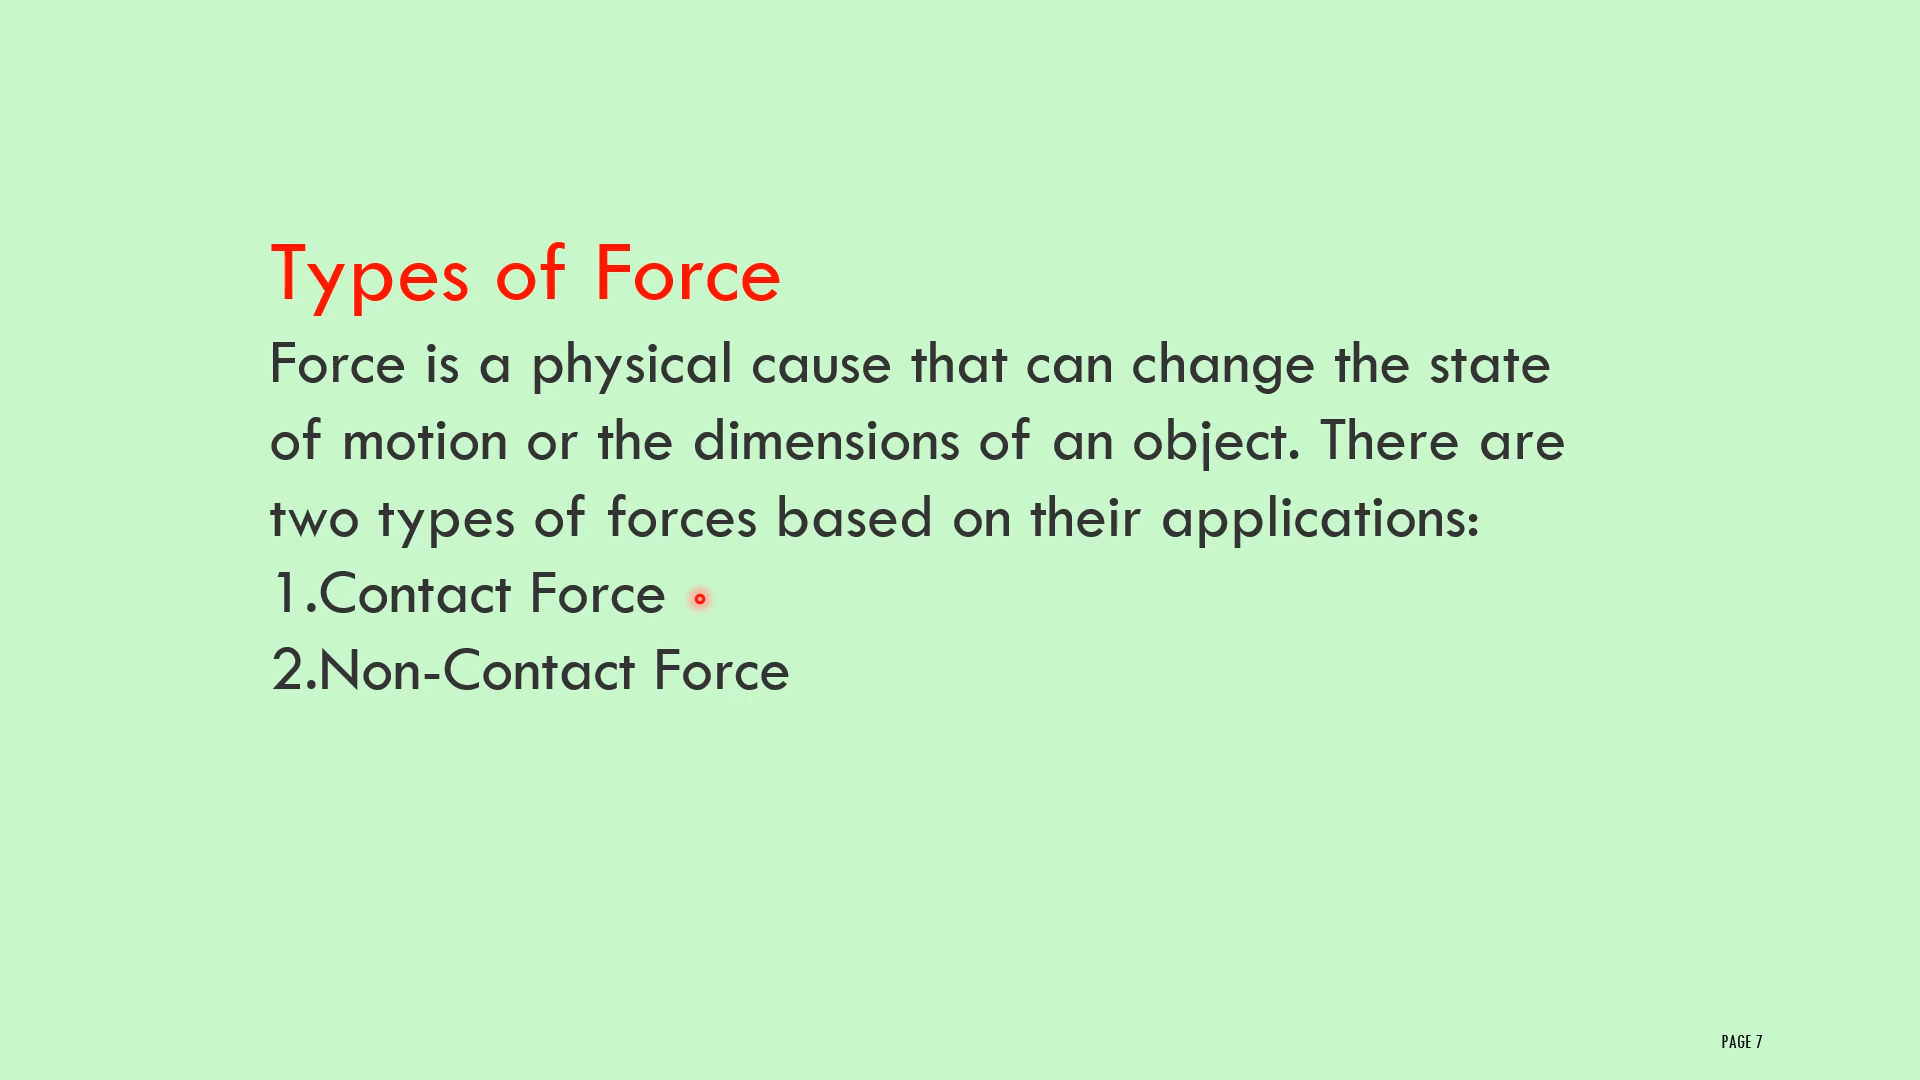 Types of Force
Force is a physical cause that can change the state
of motion or the dimensions of an object. There are
two types of forces based on their applications:
1.Contact Force
2.Non-Contact Force
PAGE 7